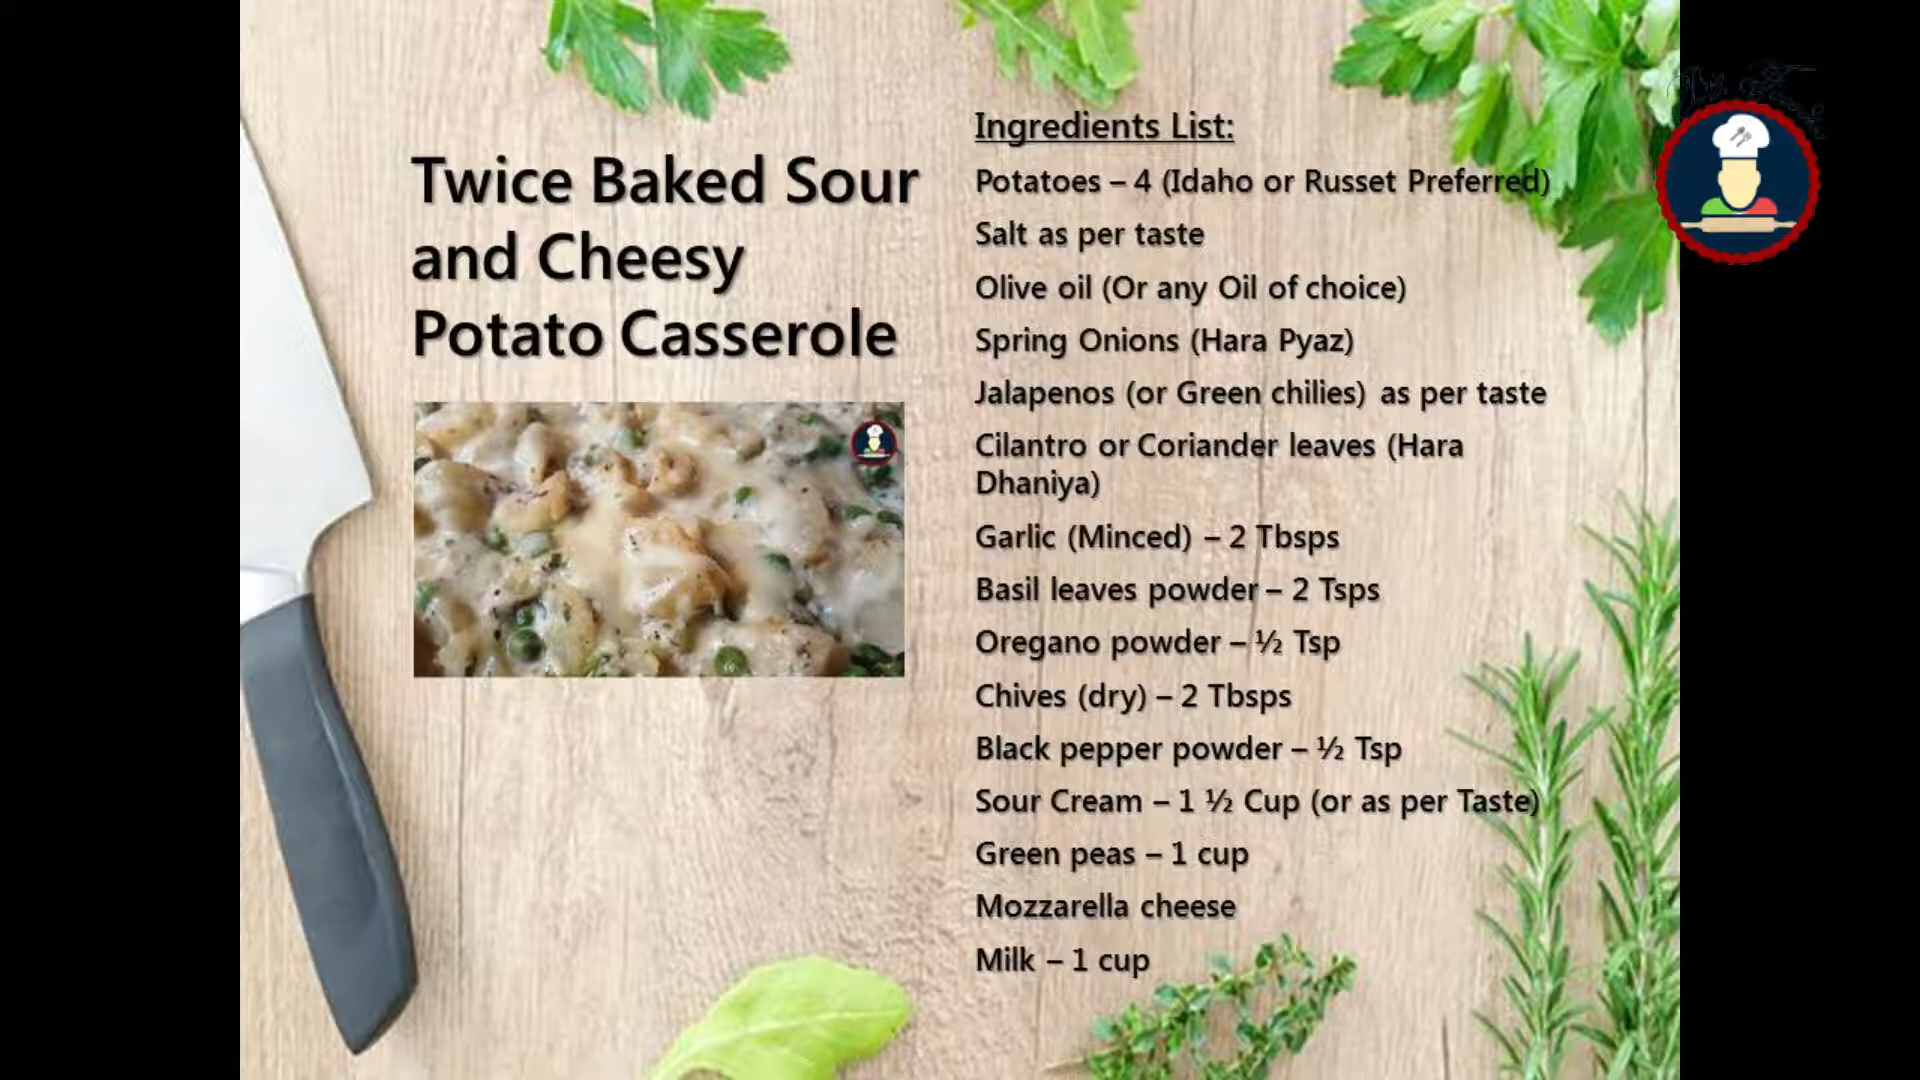 Twice Baked Sour
and Cheesy
Potato Casserole
Ingredients List:
Potatoes – 4 (Idaho or Russet Preferred)
Salt as per taste
Olive oil (Or any Oil of choice)
Spring Onions (Hara Pyaz)
Jalapenos (or Green chilies) as per taste
Cilantro or Coriander leaves (Hara
Dhaniya)
Garlic (Minced) – 2 Tbsps
Basil leaves powder – 2 Tsps
Oregano powder – ½ Tsp
Chives (dry) – 2 Tbsps
Black pepper powder – ½ Tsp
Sour Cream – 1 ½ Cup (or as per Taste)
Green peas – 1 cup
Mozzarella cheese
Milk – 1 cup